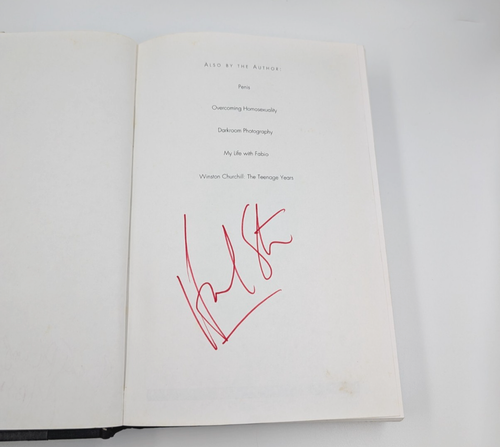 ALSO BY THE AUTHOR:
Penis
Overcoming Homosexuality
Darkroom Photography
My Life with Fabio
Winston Churchill: The Teenage Years